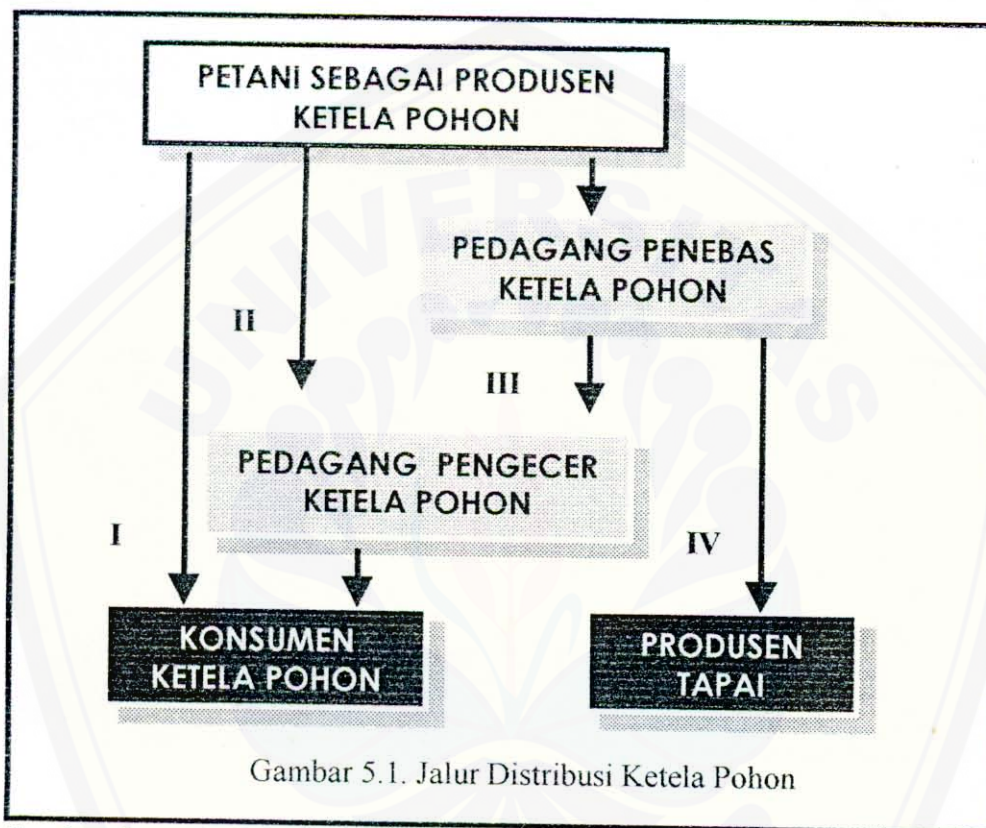 PETANI SEBAGAI PRODUSEN
KETELA POHON
PEDAGANG PENEBAS
KETELA POHON
II
III
PEDAGANG PENGECER
KETELA POHON
I
IV
KONSUMEN
KETELA POHON
PRODUSEN
TAPAI
Gambar 5.1. Jalur Distribusi Ketela Pohon
UNIVERSITAS